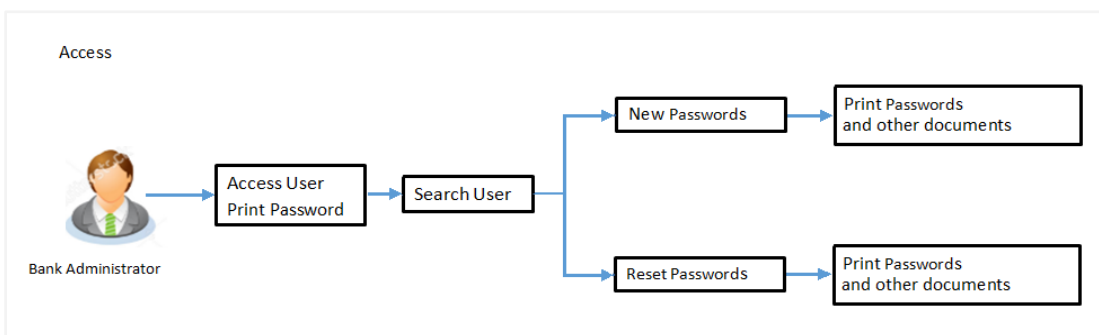 Access
New Passwords
Print Passwords
and other documents
Access User
Print Password
Search User
Bank Administrator
Reset Passwords
Print Passwords
and other documents